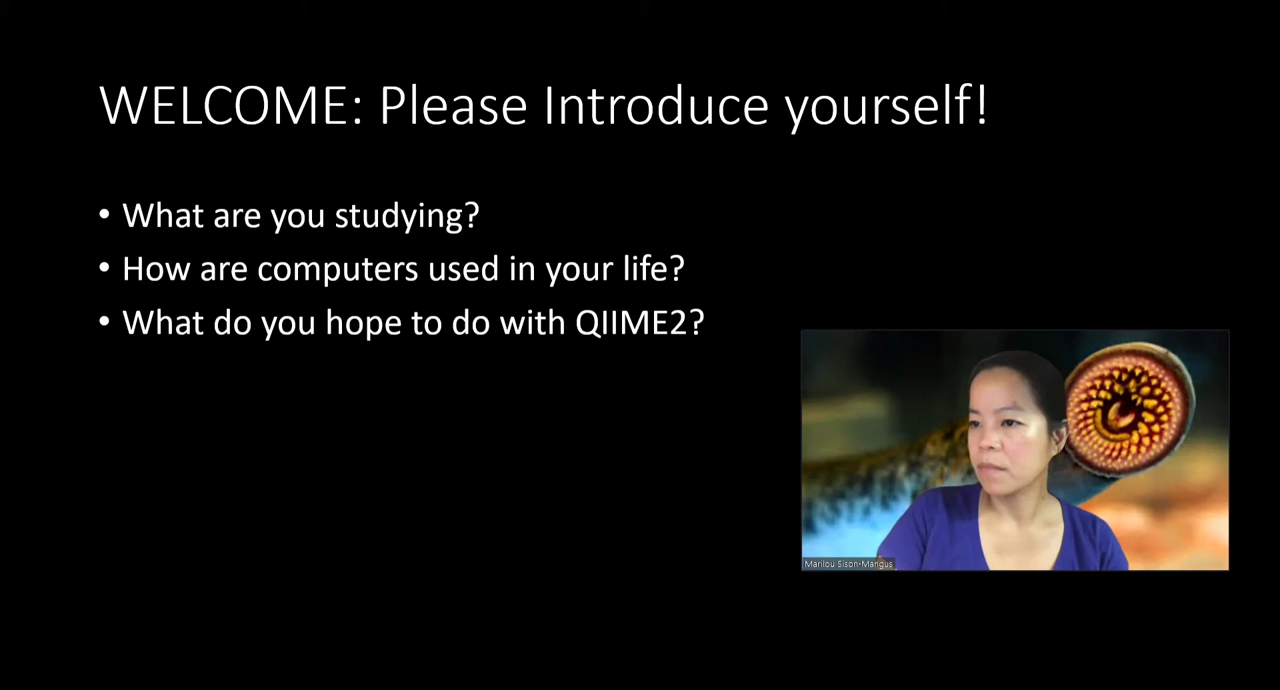 WELCOME: Please Introduce yourself!
• What are you studying?
• How are computers used in your life?
• What do you hope to do with QIIME2?
Marilou Sison-Mangus